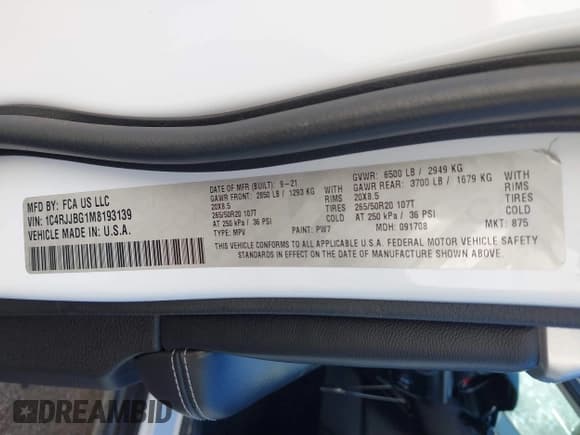 MFD BY: FCA US LLC
VIN: 1C4RJJBG1M8193139
VEHICLE MADE IN: U.S.A.
DATE OF MFR (BUILT): 9-21
GAWR FRONT: 2850 LB / 1293 KG WITH
20X8.5 TIRES
265/50R20 107T RIMS
AT 250 kPa / 36 PSI COLD
TYPE: MPV PAINT: PW7
GVWR: 6500 LB / 2949 KG
GAWR REAR: 3700 LB / 1679 KG WITH
20X8.5 TIRES
265/50R20 107T RIMS
AT 250 kPa / 36 PSI COLD
MDH: 091708 MKT: 875
THIS VEHICLE CONFORMS TO ALL APPLICABLE U.S.A. FEDERAL MOTOR VEHICLE SAFETY
STANDARDS IN EFFECT ON THE DATE OF MANUFACTURE SHOWN ABOVE.
DREAMBID